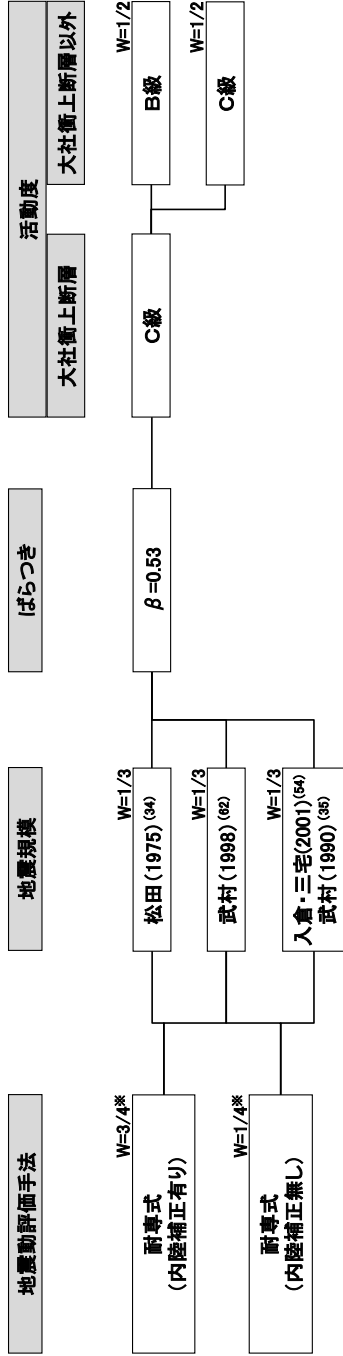 地震動評価手法
地震規模
ばらつき
活動度
大社衝上断層
大社衝上断層以外
W=3/4※
耐専式
(内陸補正有り)
W=1/4※
耐専式
(内陸補正無し)
W=1/3
松田(1975)(34)
W=1/3
武村(1998)(62)
W=1/3
入倉・三宅(2001)(54)
武村(1990)(35)
β=0.53
C級
W=1/2
B級
W=1/2
C級